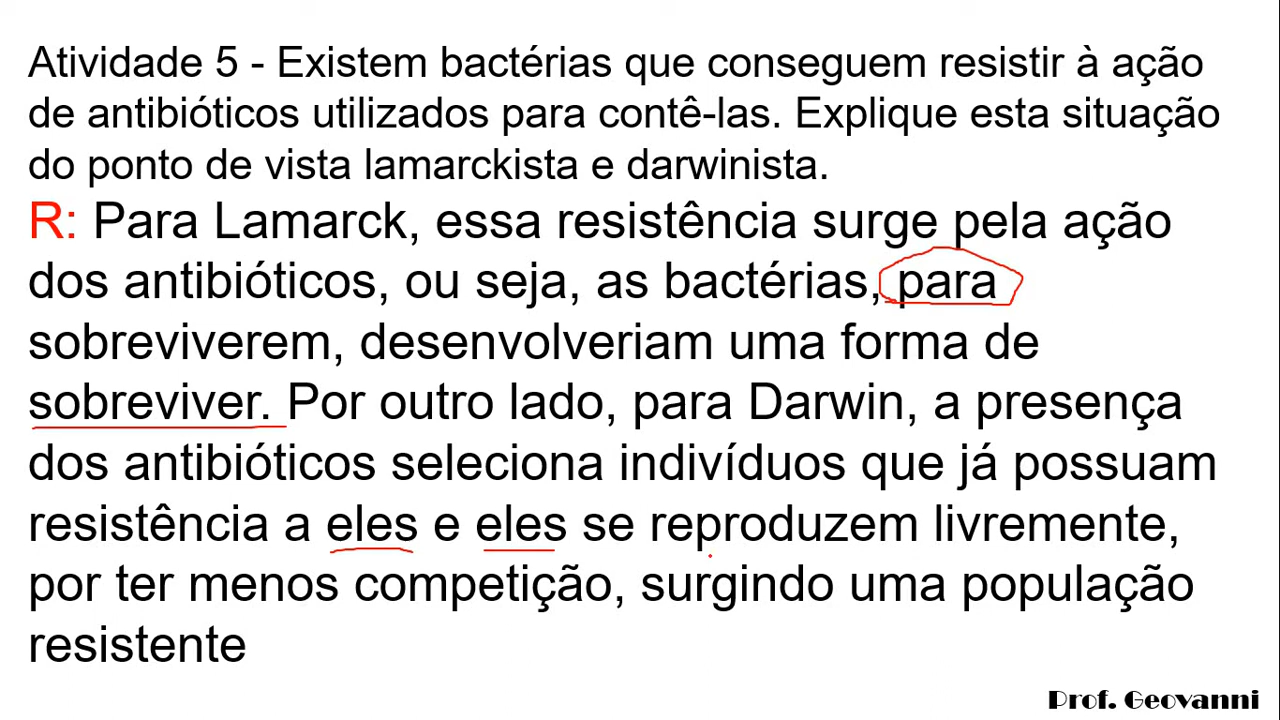 Atividade 5 - Existem bactérias que conseguem resistir à ação
de antibióticos utilizados para contê-las. Explique esta situação
do ponto de vista lamarckista e darwinista.
R: Para Lamarck, essa resistência surge pela ação
dos antibióticos, ou seja, as bactérias, para
sobreviverem, desenvolveriam uma forma de
sobreviver. Por outro lado, para Darwin, a presença
dos antibióticos seleciona indivíduos que já possuam
resistência a eles e eles se reproduzem livremente,
por ter menos competição, surgindo uma população
resistente
Prof. Geovanni